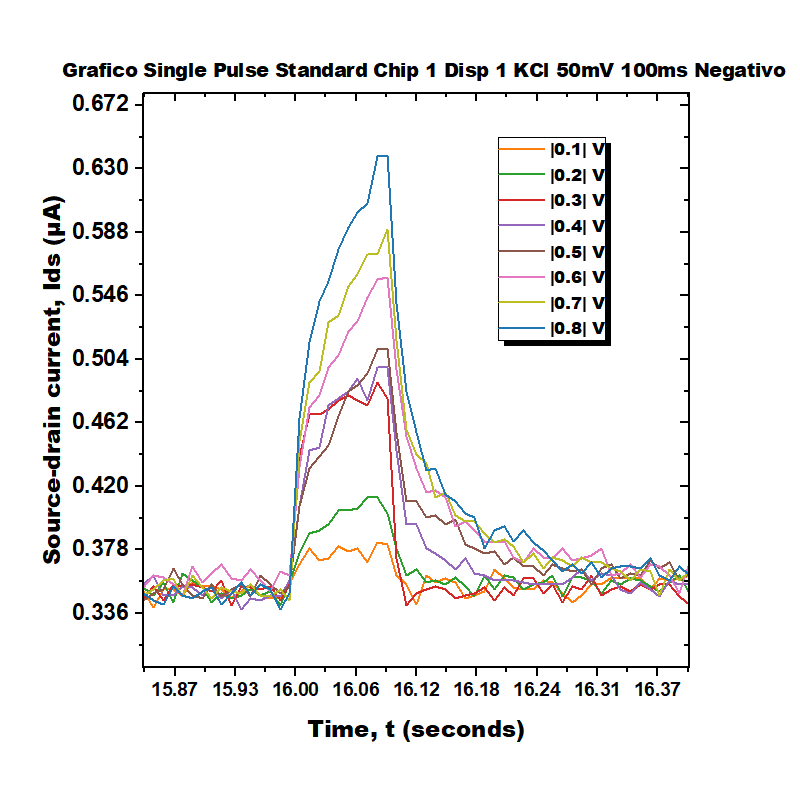 Grafico Single Pulse Standard Chip 1 Disp 1 KCl 50mV 100ms Negativo
0.672
0.630
0.588
0.546
0.504
0.462
0.420
0.378
0.336
Source-drain current, Ids (µA)
|0.1| V
|0.2| V
|0.3| V
|0.4| V
|0.5| V
|0.6| V
|0.7| V
|0.8| V
15.87 15.93 16.00 16.06 16.12 16.18 16.24 16.31 16.37
Time, t (seconds)